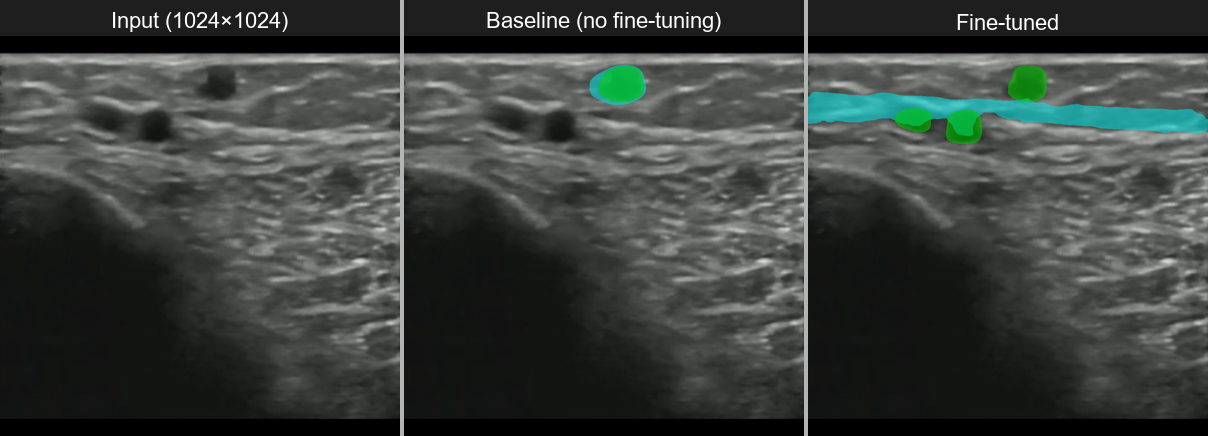 Input (1024×1024)
Baseline (no fine-tuning)
Fine-tuned